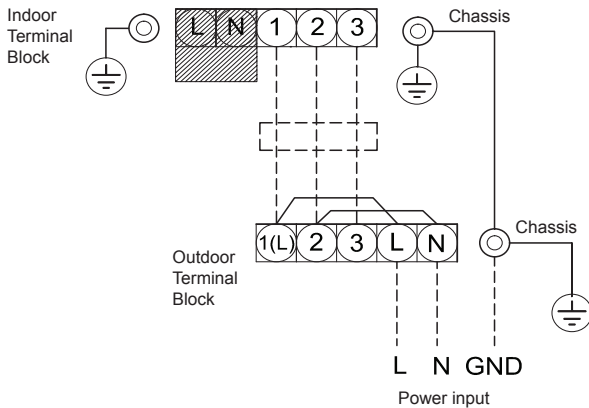 Indoor
Terminal
Block
L N 1 2 3
Chassis
1(L) 2 3 L N
Chassis
Outdoor
Terminal
Block
L N GND
Power input